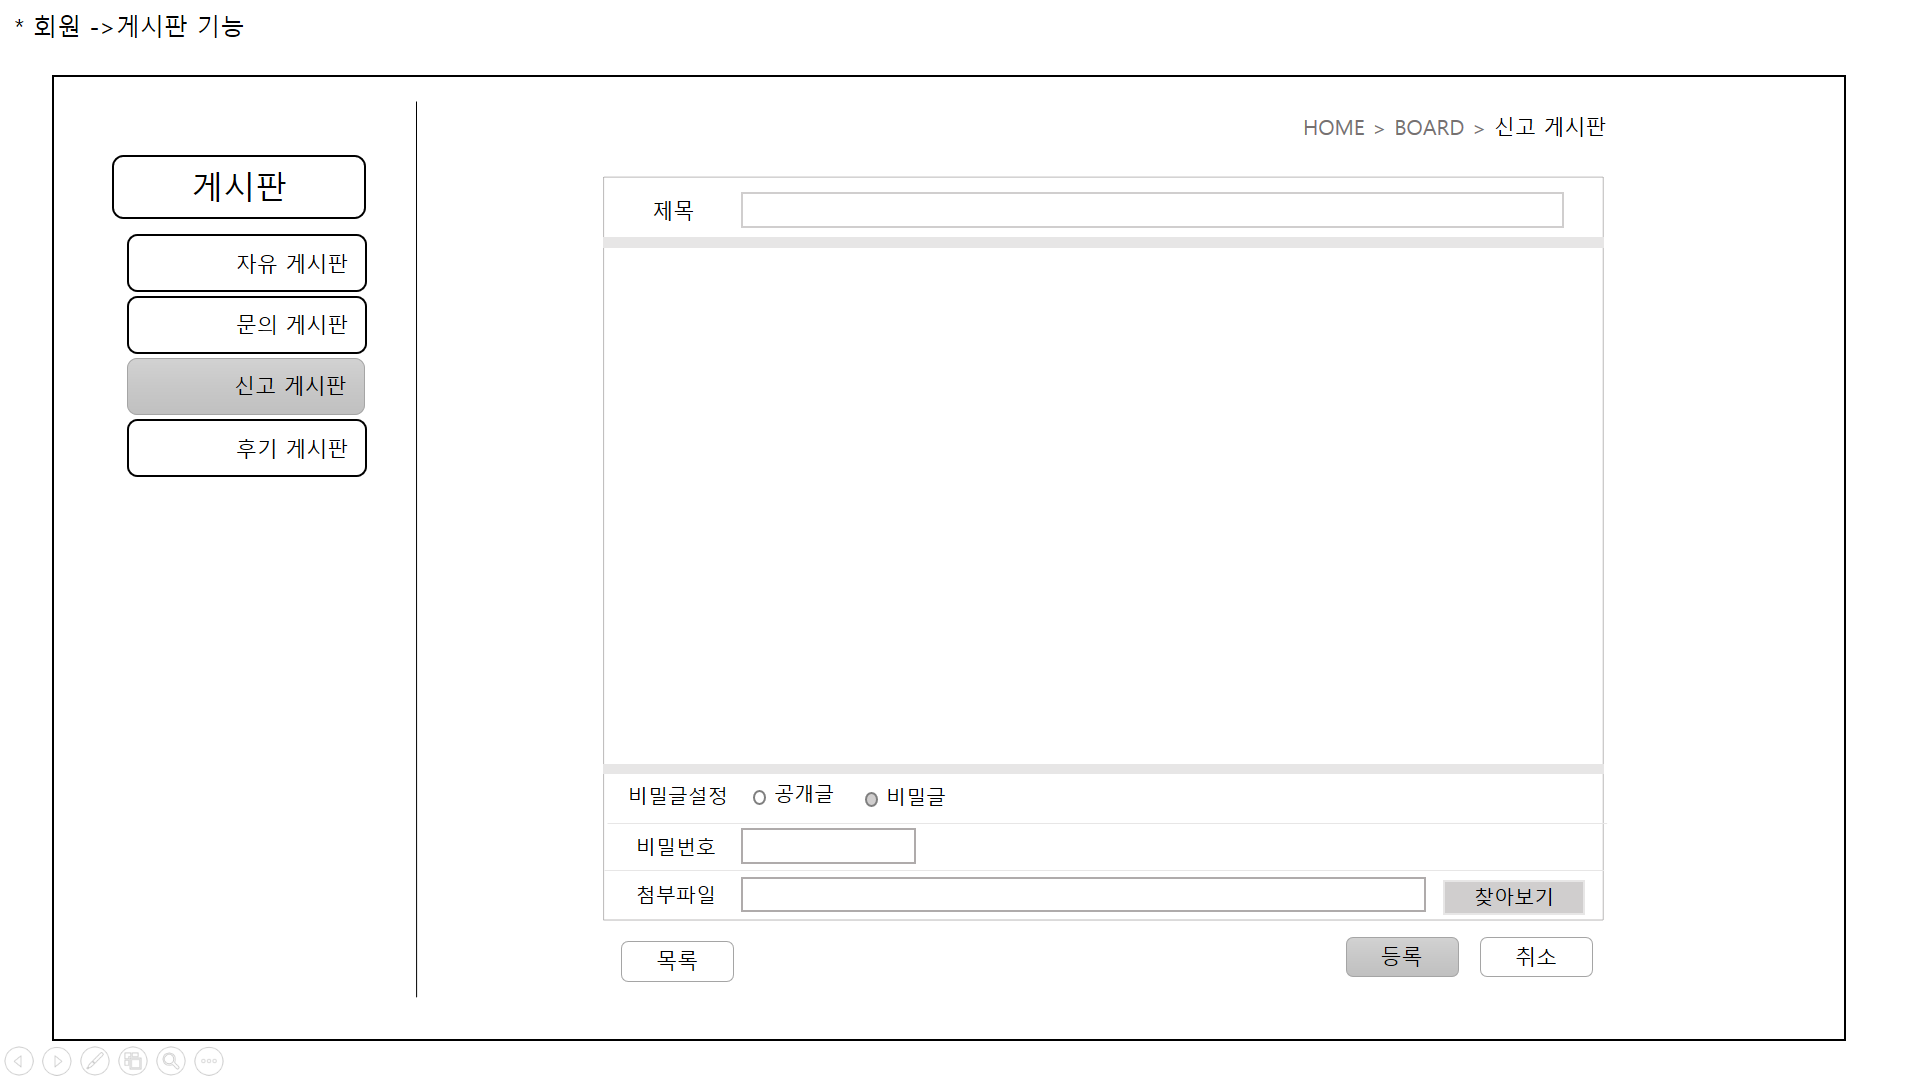 * 회원 ->게시판 기능
HOME > BOARD > 신고 게시판
게시판
자유 게시판
문의 게시판
신고 게시판
후기 게시판
제목
비밀글설정 공개글 비밀글
비밀번호
첨부파일 찾아보기
목록 등록 취소